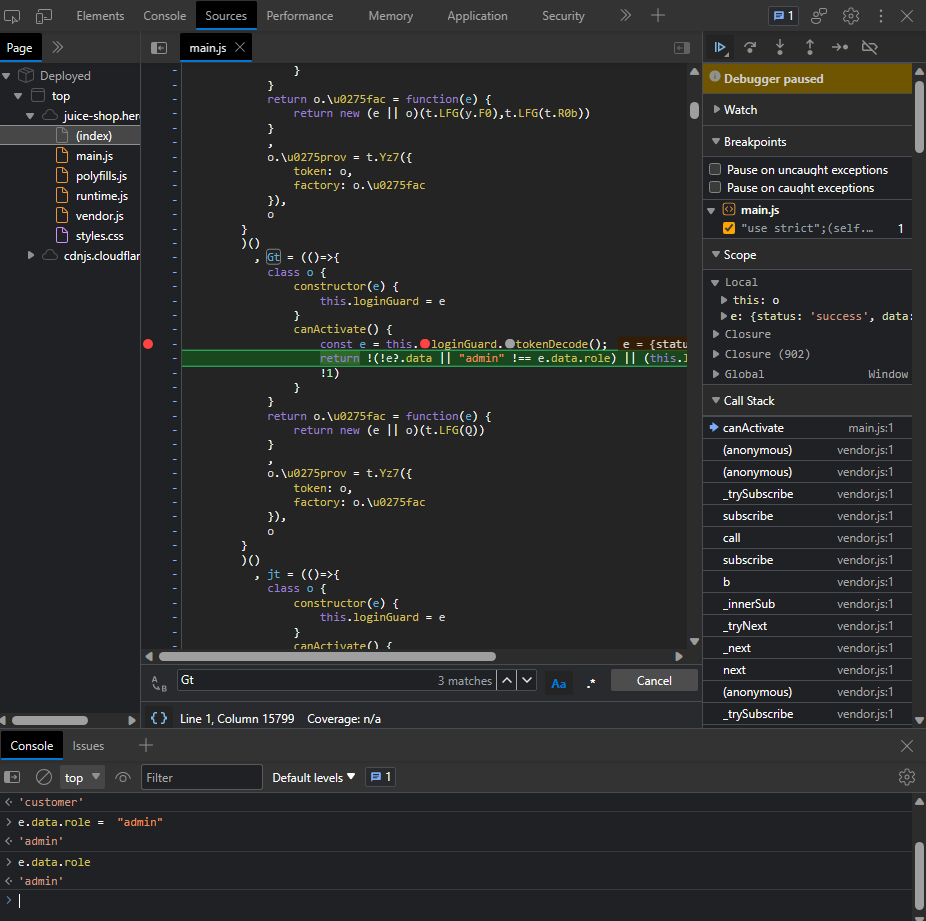 Elements Console Sources Performance Memory Application Security 1
Page
main.js
Deployed
top
juice-shop.her
(index)
main.js
polyfills.js
runtime.js
vendor.js
styles.css
cdnjs.cloudflar
}
}
return o.\u0275fac = function(e) {
return new (e || o)(t.LFG(y.F0),t.LFG(t.R0b))
}
,
o.\u0275prov = t.Yz7({
token: o,
factory: o.\u0275fac
}),
o
}
)()
, Gt = (()=>{
class o {
constructor(e) {
this.loginGuard = e
}
canActivate() {
const e = this.loginGuard.tokenDecode(); e = {statu
return !(!e?.data || "admin" !== e.data.role) || (this.l
!1)
}
}
return o.\u0275fac = function(e) {
return new (e || o)(t.LFG(Q))
}
,
o.\u0275prov = t.Yz7({
token: o,
factory: o.\u0275fac
}),
o
}
)()
, jt = (()=>{
class o {
constructor(e) {
this.loginGuard = e
}
canActivate() {
Gt 3 matches Aa .* Cancel
{} Line 1, Column 15799 Coverage: n/a
Debugger paused
Watch
Breakpoints
Pause on uncaught exceptions
Pause on caught exceptions
main.js
"use strict";(self.… 1
Scope
Local
this: o
e: {status: 'success', data:
Closure
Closure (902)
Global Window
Call Stack
canActivate main.js:1
(anonymous) vendor.js:1
(anonymous) vendor.js:1
_trySubscribe vendor.js:1
subscribe vendor.js:1
call vendor.js:1
subscribe vendor.js:1
b vendor.js:1
_innerSub vendor.js:1
_tryNext vendor.js:1
_next vendor.js:1
next vendor.js:1
(anonymous) vendor.js:1
_trySubscribe vendor.js:1
Console Issues
top Filter Default levels 1
'customer'
e.data.role = "admin"
'admin'
e.data.role
'admin'